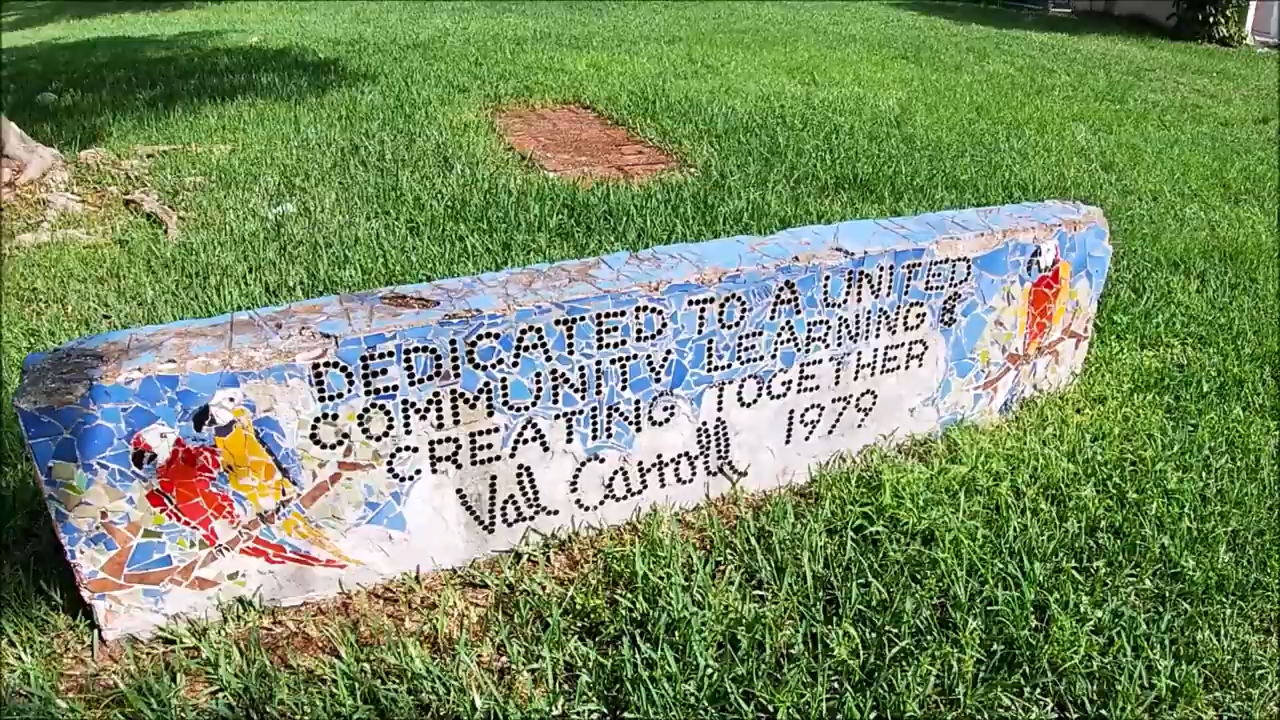 DEDICATED TO A UNITED
COMMUNITY LEARNING &
CREATING TOGETHER
Val Carroll 1979